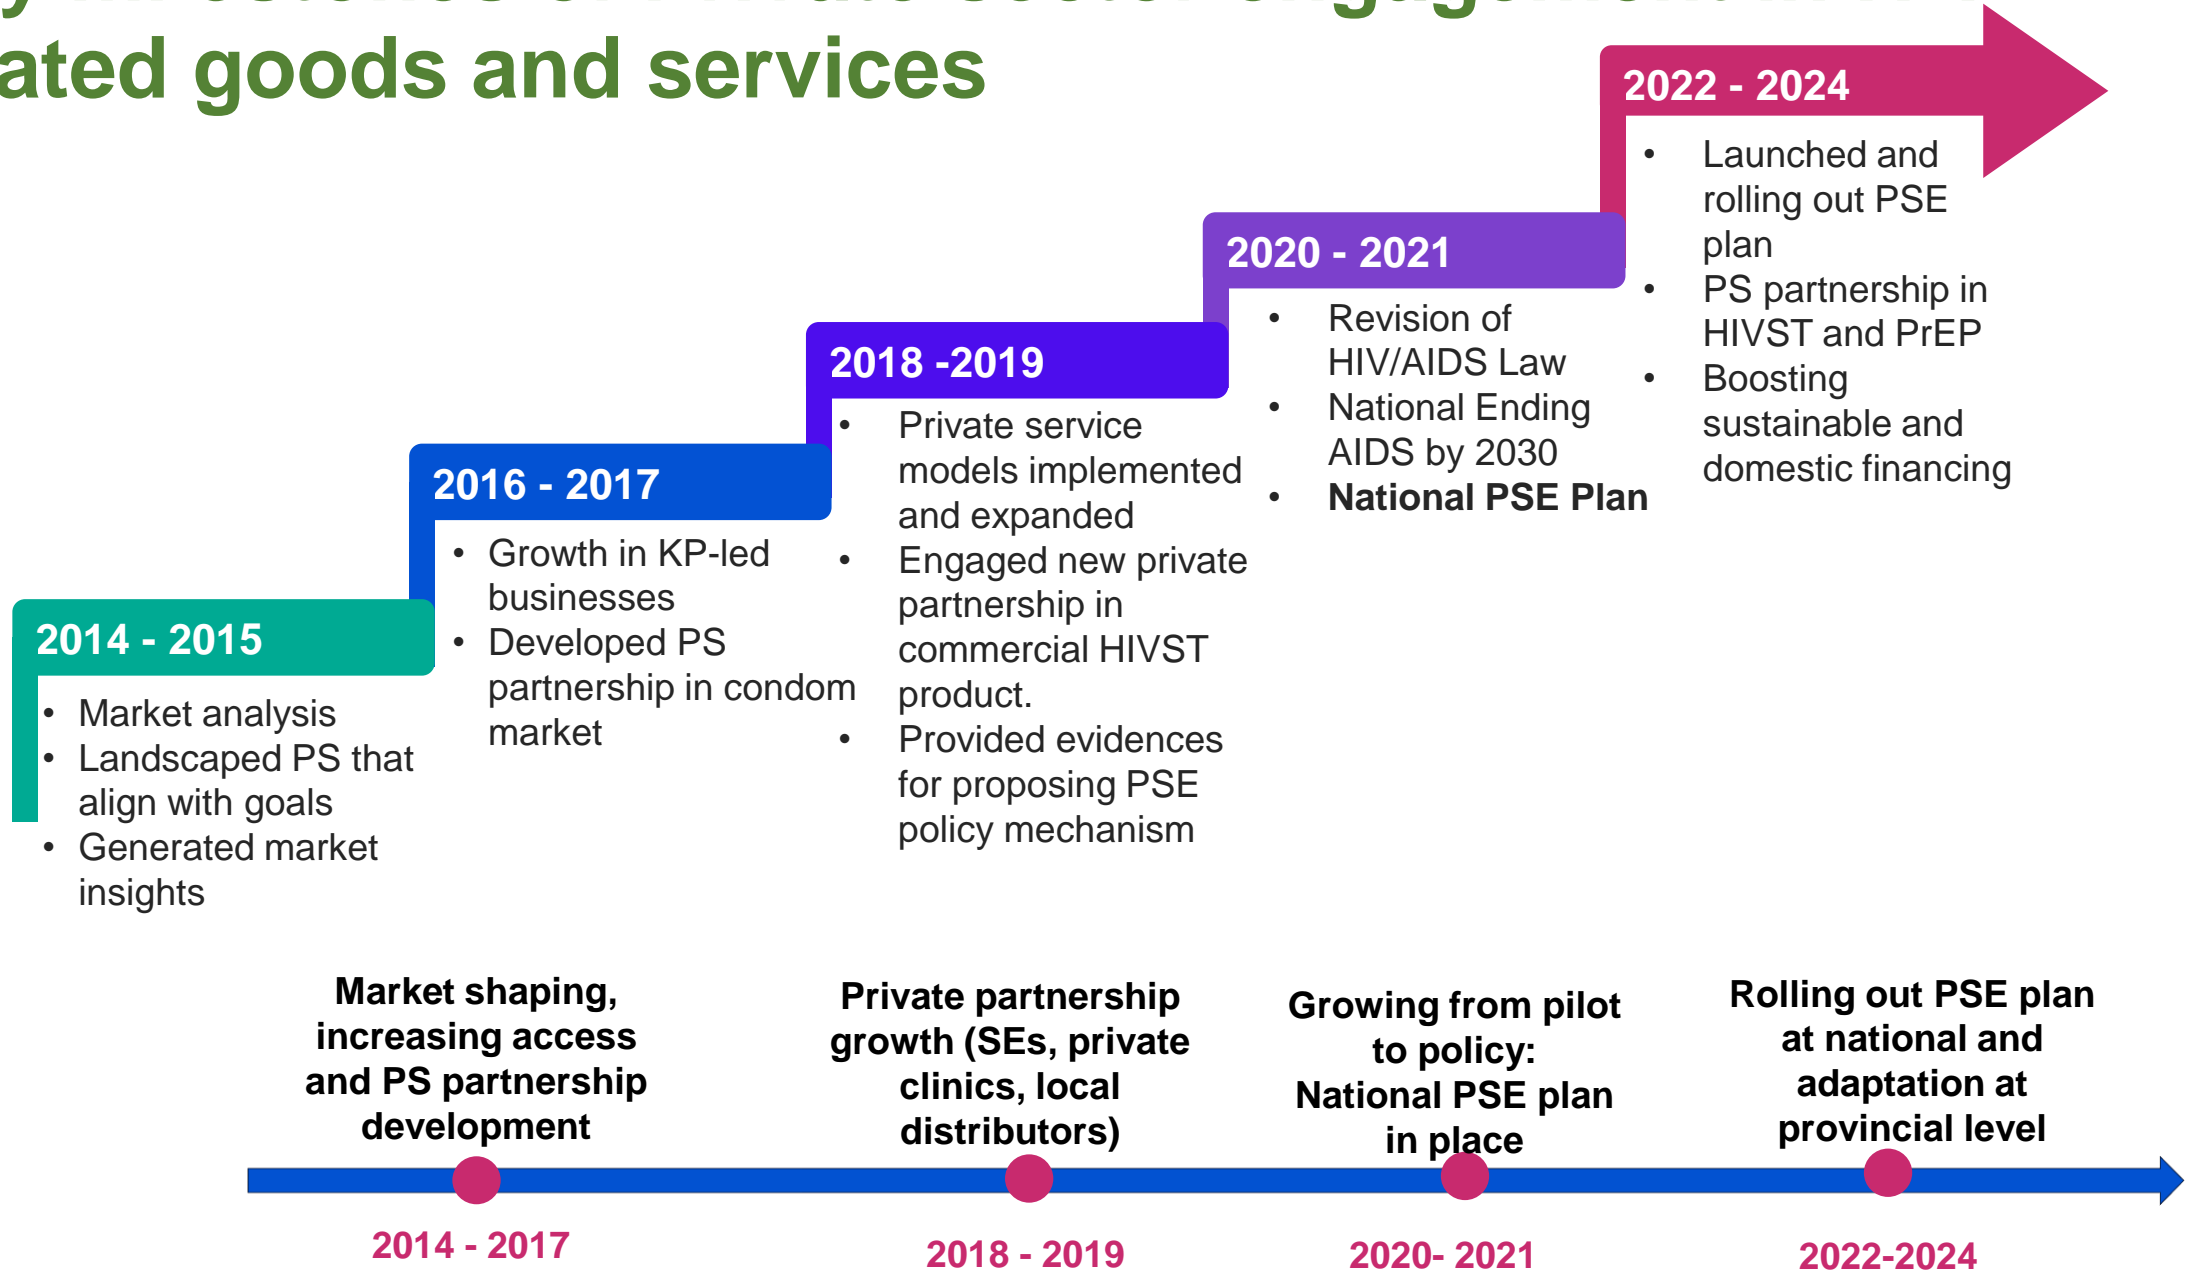 ated goods and services
2022 - 2024
• Launched and
rolling out PSE
plan
• PS partnership in
HIVST and PrEP
• Boosting
sustainable and
domestic financing
2020 - 2021
• Revision of
HIV/AIDS Law
• National Ending
AIDS by 2030
• National PSE Plan
2018 -2019
• Private service
models implemented
and expanded
• Engaged new private
partnership in
commercial HIVST
product.
• Provided evidences
for proposing PSE
policy mechanism
2016 - 2017
• Growth in KP-led
businesses
• Developed PS
partnership in condom
market
2014 - 2015
• Market analysis
• Landscaped PS that
align with goals
• Generated market
insights
Market shaping,
increasing access
and PS partnership
development
2014 - 2017
Private partnership
growth (SEs, private
clinics, local
distributors)
2018 - 2019
Growing from pilot
to policy:
National PSE plan
in place
2020- 2021
Rolling out PSE plan
at national and
adaptation at
provincial level
2022-2024